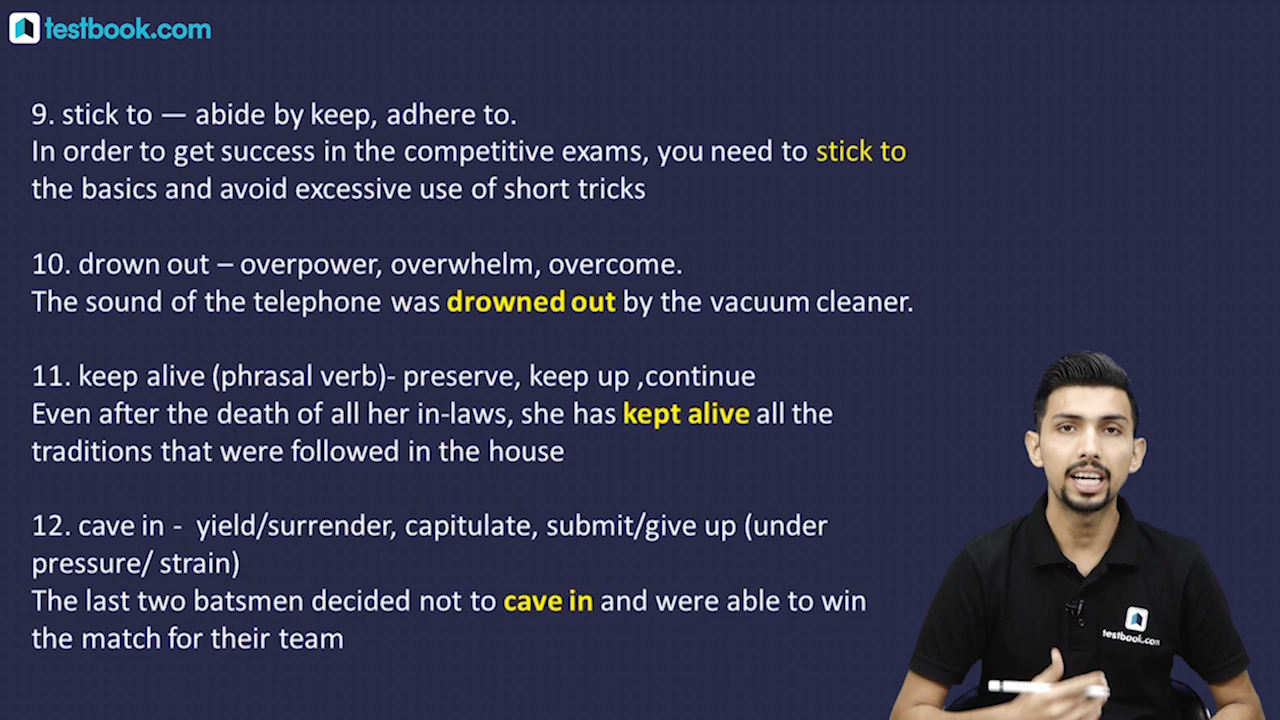 testbook.com
9. stick to — abide by keep, adhere to.
In order to get success in the competitive exams, you need to stick to
the basics and avoid excessive use of short tricks
10. drown out – overpower, overwhelm, overcome.
The sound of the telephone was drowned out by the vacuum cleaner.
11. keep alive (phrasal verb)- preserve, keep up ,continue
Even after the death of all her in-laws, she has kept alive all the
traditions that were followed in the house
12. cave in -  yield/surrender, capitulate, submit/give up (under
pressure/ strain)
The last two batsmen decided not to cave in and were able to win
the match for their team
testbook.com